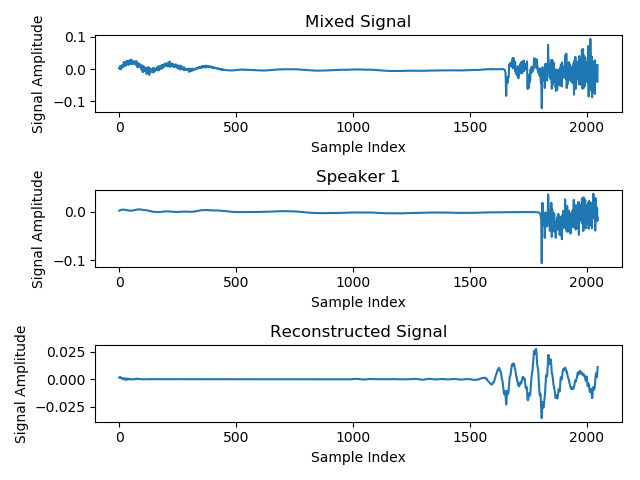 Mixed Signal
Signal Amplitude
0.1
0.0
−0.1
0 500 1000 1500 2000
Sample Index
Speaker 1
Signal Amplitude
0.0
−0.1
0 500 1000 1500 2000
Sample Index
Reconstructed Signal
Signal Amplitude
0.025
0.000
−0.025
0 500 1000 1500 2000
Sample Index